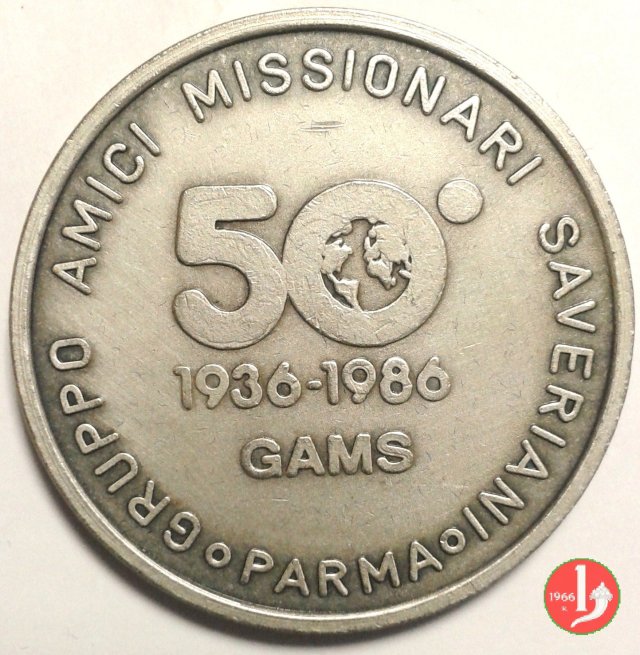 GRUPPO AMICI MISSIONARI SAVERIANI
PARMA
50°
1936-1986
GAMS
1966